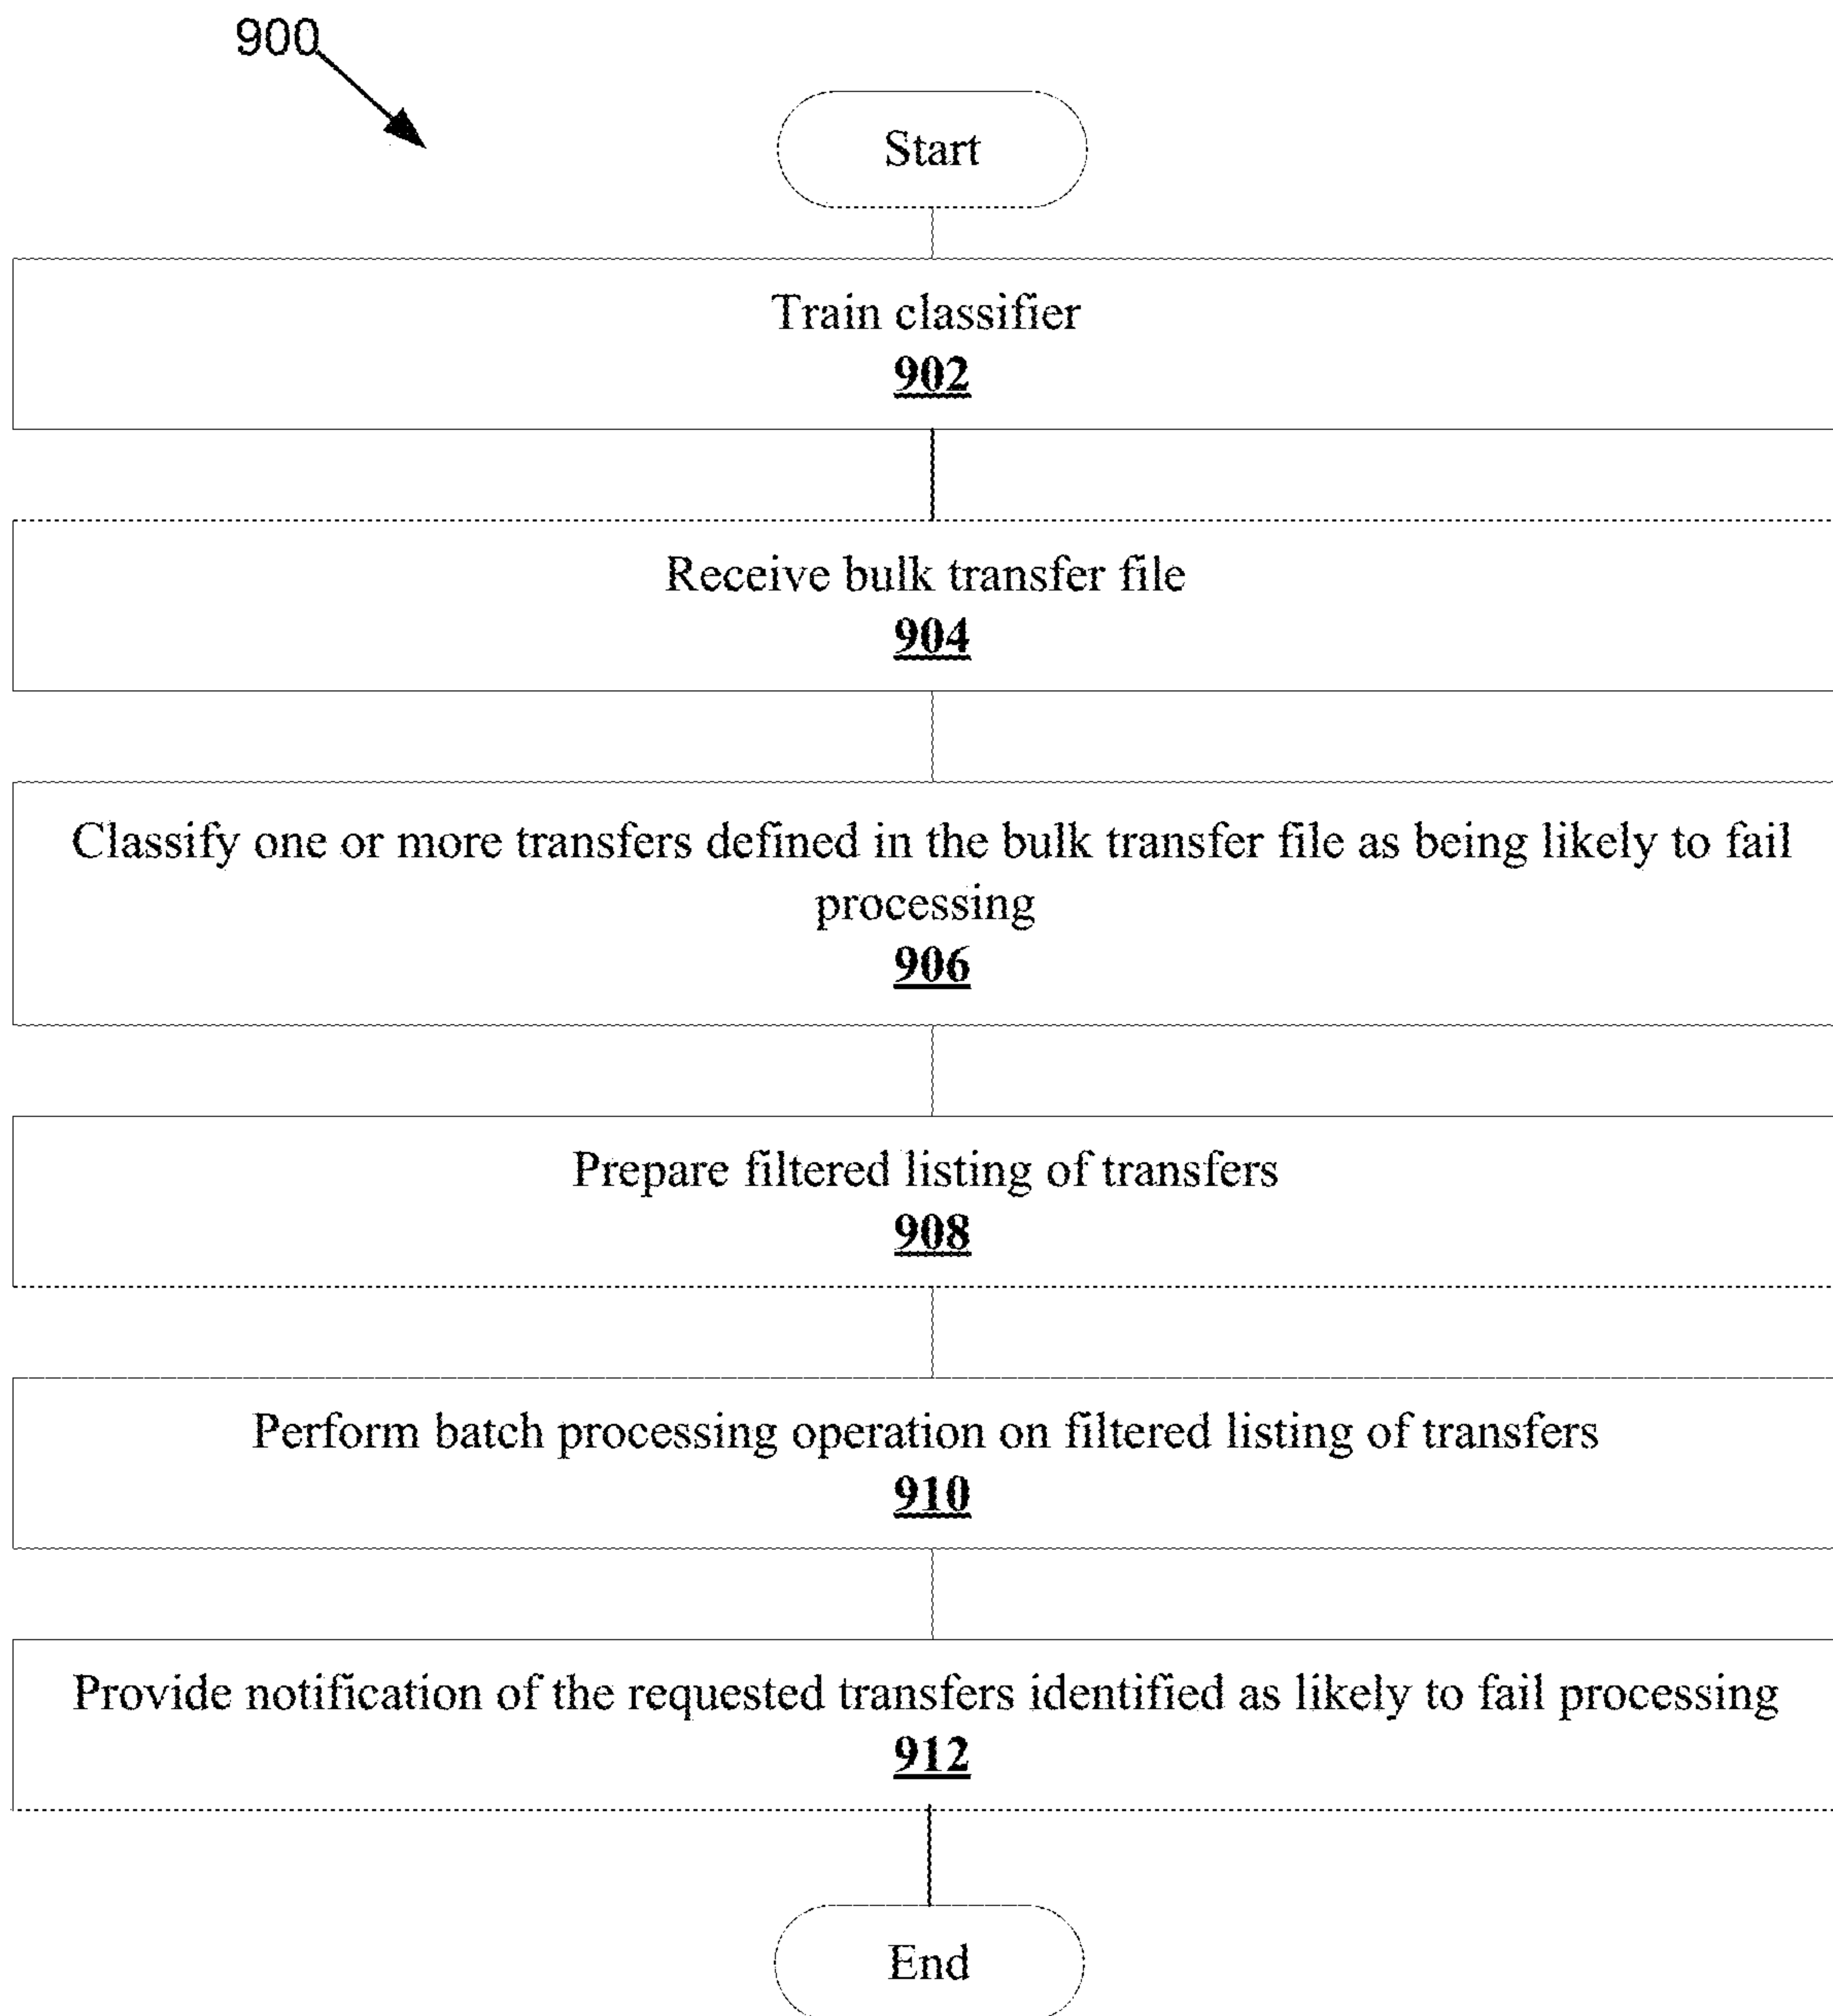 900
Start
Train classifier
902
Receive bulk transfer file
904
Classify one or more transfers defined in the bulk transfer file as being likely to fail
processing
906
Prepare filtered listing of transfers
908
Perform batch processing operation on filtered listing of transfers
910
Provide notification of the requested transfers identified as likely to fail processing
912
End